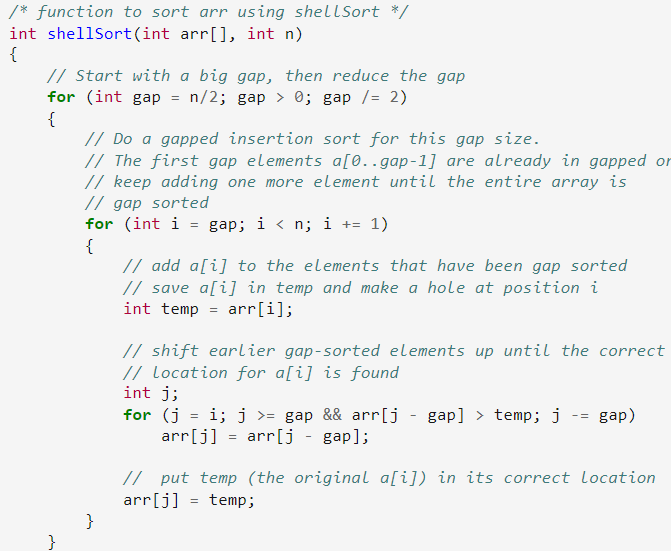 /* function to sort arr using shellSort */
int shellSort(int arr[], int n)
{
    // Start with a big gap, then reduce the gap
    for (int gap = n/2; gap > 0; gap /= 2)
    {
        // Do a gapped insertion sort for this gap size.
        // The first gap elements a[0..gap-1] are already in gapped or
        // keep adding one more element until the entire array is
        // gap sorted
        for (int i = gap; i < n; i += 1)
        {
            // add a[i] to the elements that have been gap sorted
            // save a[i] in temp and make a hole at position i
            int temp = arr[i];

            // shift earlier gap-sorted elements up until the correct
            // location for a[i] is found
            int j;
            for (j = i; j >= gap && arr[j - gap] > temp; j -= gap)
                arr[j] = arr[j - gap];

            //  put temp (the original a[i]) in its correct location
            arr[j] = temp;
        }
    }